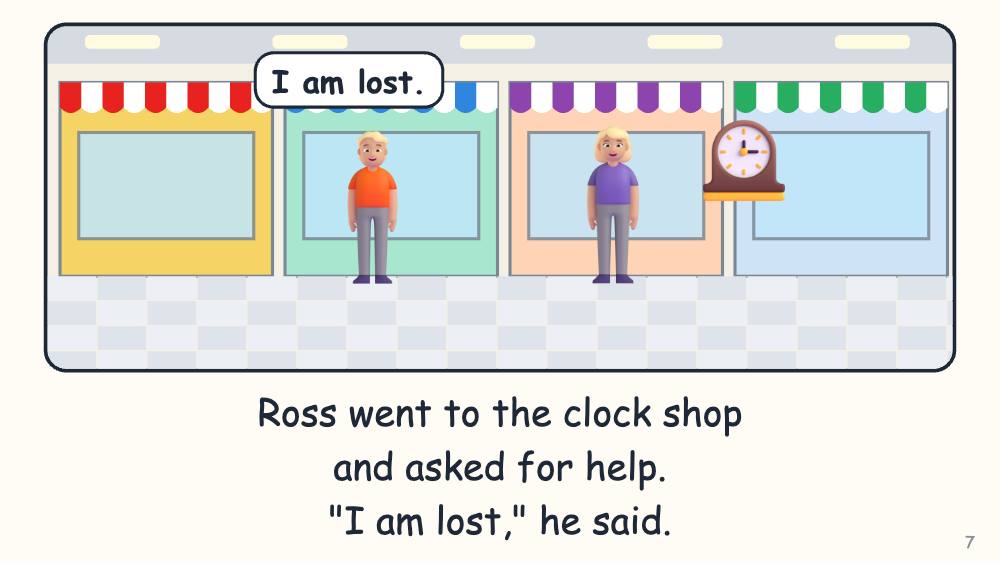 I am lost.
Ross went to the clock shop
and asked for help.
"I am lost," he said.
7